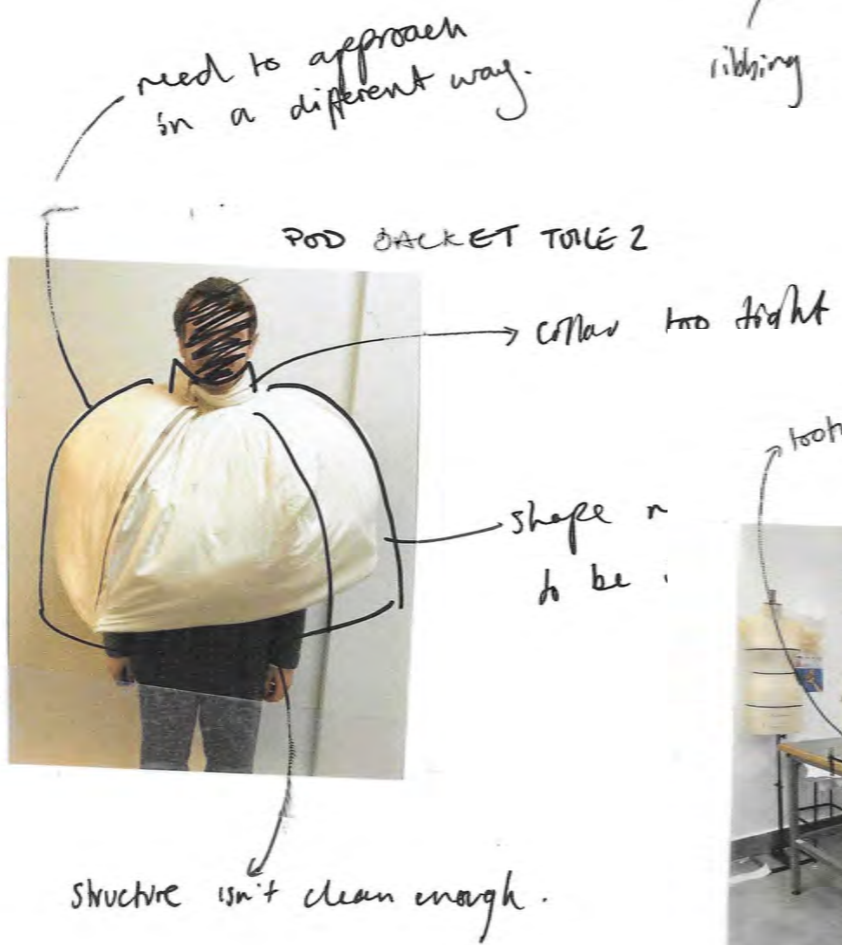 need to approach
in a different way.
ribbing
POD JACKET TOILE 2
collar too tight
shape
to be
structure isn't clean enough.